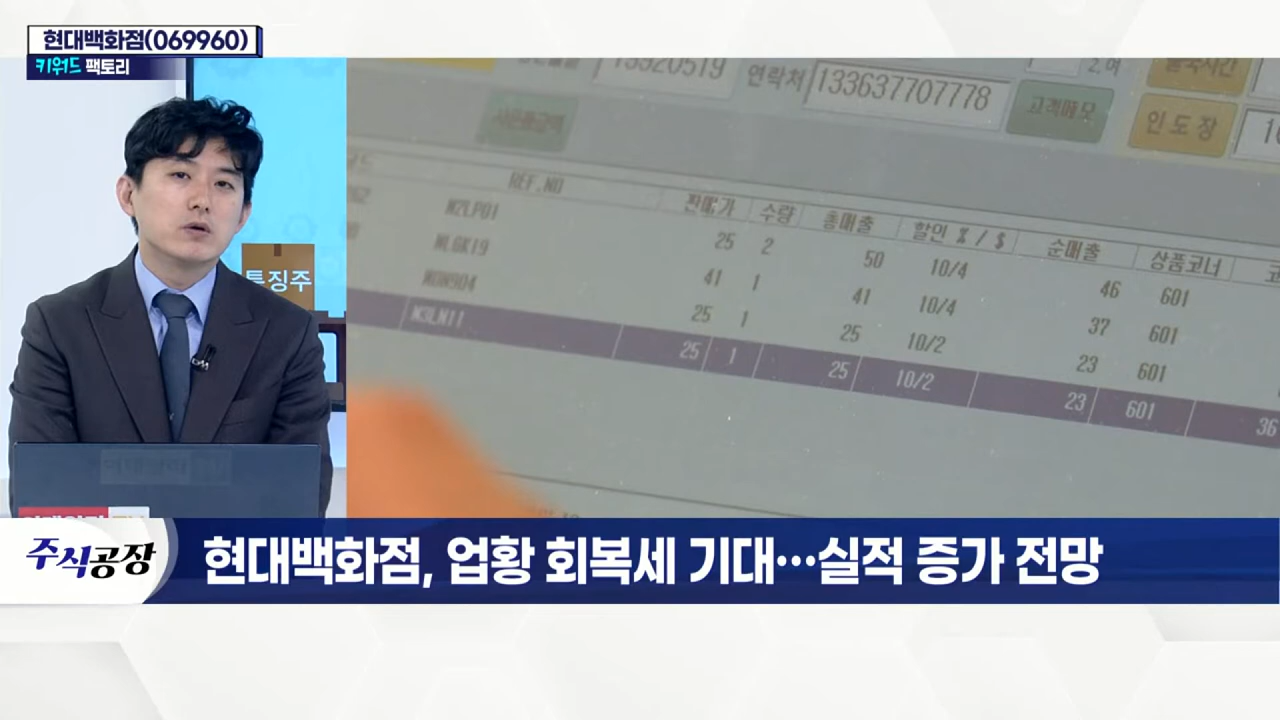 현대백화점(069960)
키워드 팩토리
특징주
13920519
연락처
133637707778
고객메모
인도장
REF.NO
판매가
수량
총매출
할인 % / $
순매출
상품코너
25 2 50 10/4 46 601
41 1 41 10/4 37 601
25 1 25 10/2 23 601
25 1 25 10/2 23 601 36
주식공장
현대백화점, 업황 회복세 기대…실적 증가 전망